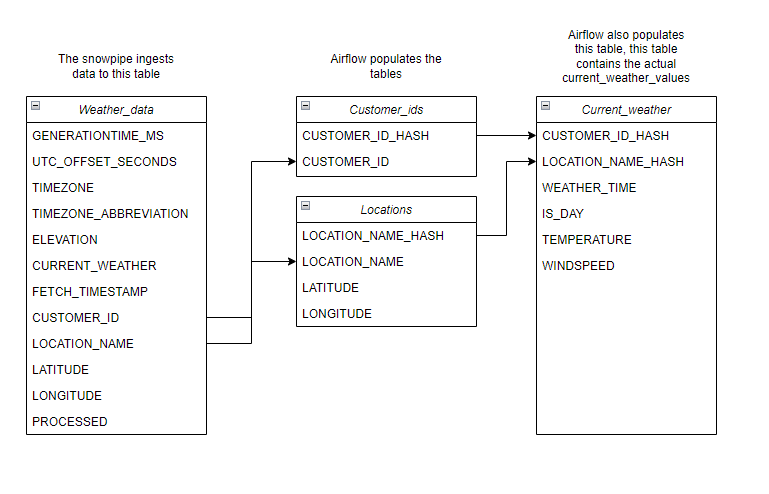 The snowpipe ingests
data to this table
Weather_data
GENERATIONTIME_MS
UTC_OFFSET_SECONDS
TIMEZONE
TIMEZONE_ABBREVIATION
ELEVATION
CURRENT_WEATHER
FETCH_TIMESTAMP
CUSTOMER_ID
LOCATION_NAME
LATITUDE
LONGITUDE
PROCESSED
Airflow populates the
tables
Customer_ids
CUSTOMER_ID_HASH
CUSTOMER_ID
Locations
LOCATION_NAME_HASH
LOCATION_NAME
LATITUDE
LONGITUDE
Airflow also populates
this table, this table
contains the actual
current_weather_values
Current_weather
CUSTOMER_ID_HASH
LOCATION_NAME_HASH
WEATHER_TIME
IS_DAY
TEMPERATURE
WINDSPEED